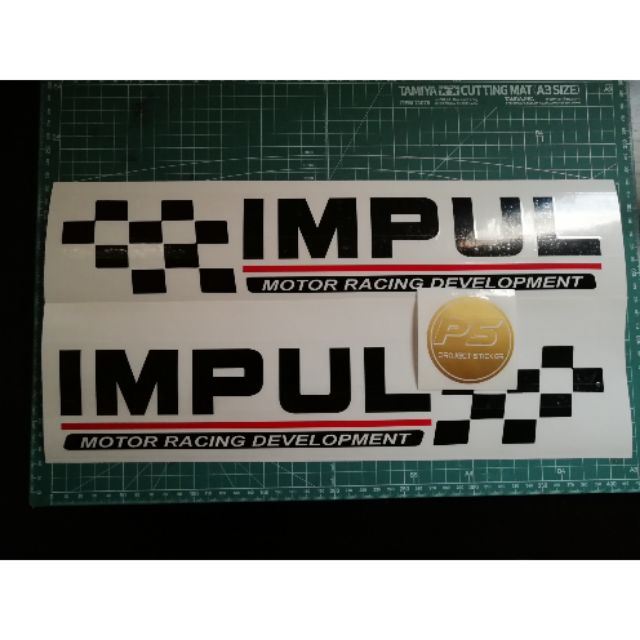 TAMIYA CUTTING MAT (A3 SIZE)
IMPUL
MOTOR RACING DEVELOPMENT
PS
PROJECT STICKER
IMPUL
MOTOR RACING DEVELOPMENT